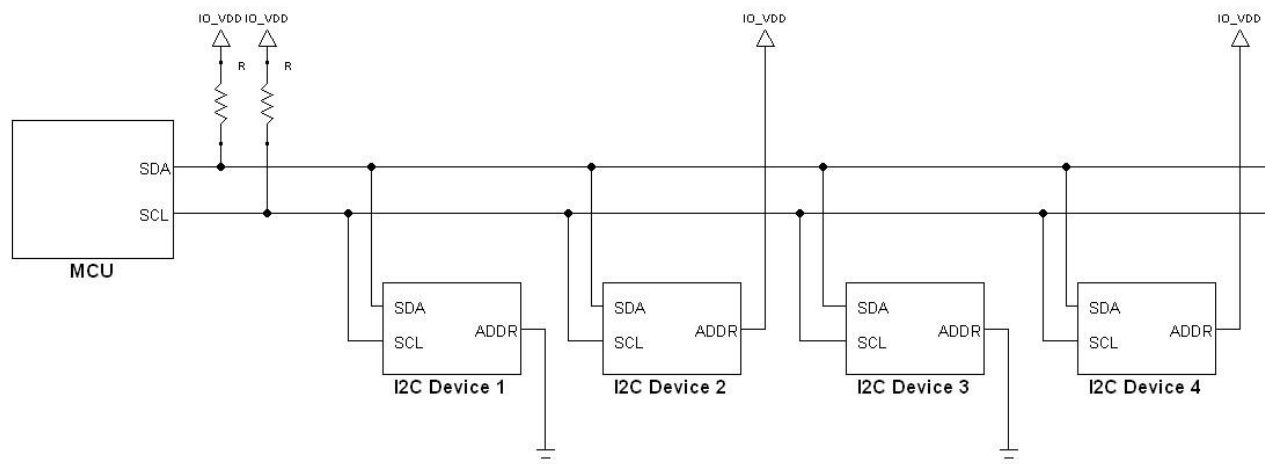 IO_VDD IO_VDD IO_VDD IO_VDD
R R
SDA
SCL
MCU
SDA SDA SDA SDA
ADDR ADDR ADDR ADDR
SCL SCL SCL SCL
I2C Device 1 I2C Device 2 I2C Device 3 I2C Device 4